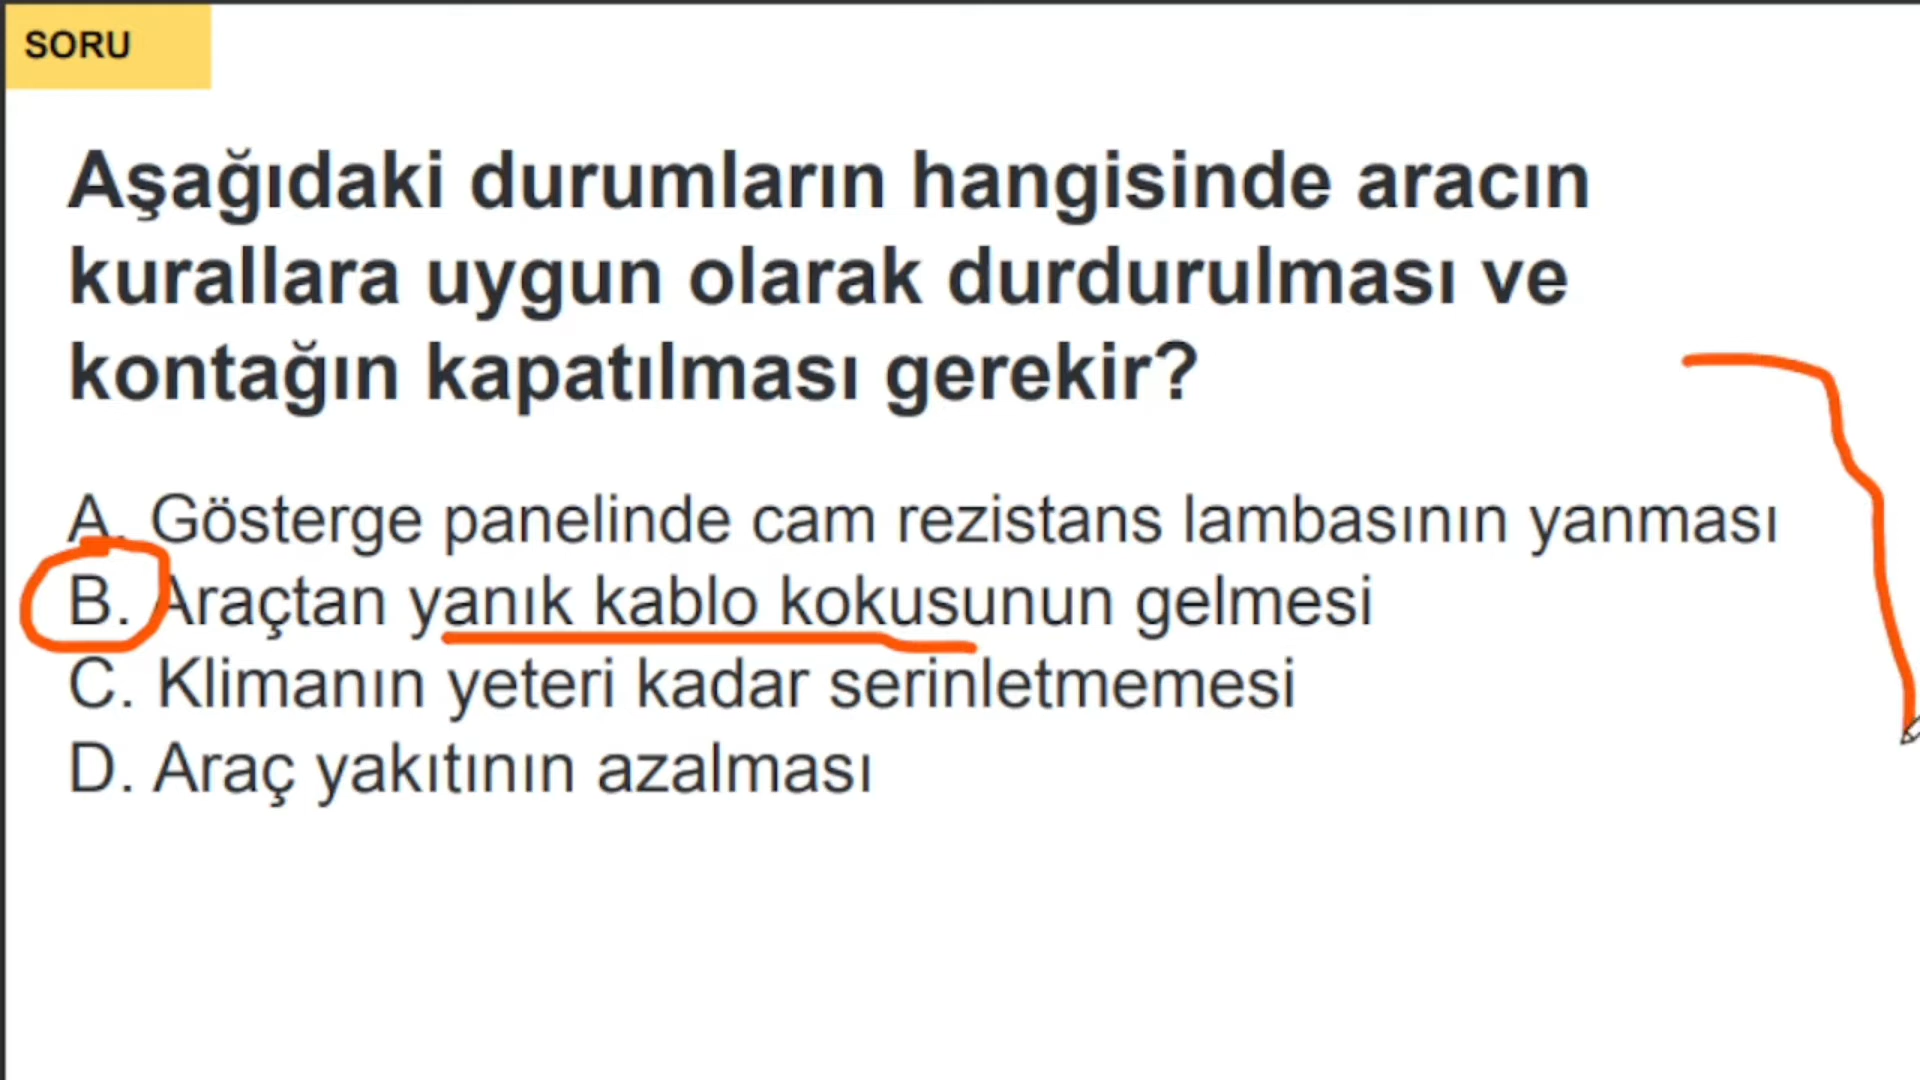 SORU
Aşağıdaki durumların hangisinde aracın
kurallara uygun olarak durdurulması ve
kontağın kapatılması gerekir?
A. Gösterge panelinde cam rezistans lambasının yanması
B. Araçtan yanık kablo kokusunun gelmesi
C. Klimanın yeteri kadar serinletmemesi
D. Araç yakıtının azalması